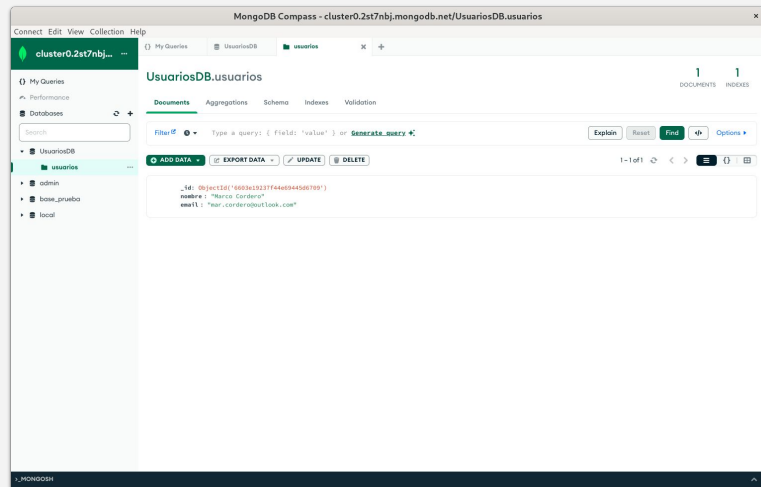 MongoDB Compass - cluster0.2st7nbj.mongodb.net/UsuariosDB.usuarios
Connect Edit View Collection Help
cluster0.2st7nbj... ...
{} My Queries
Performance
Databases
Search
UsuariosDB
usuarios ...
admin
base_prueba
local
{} My Queries UsuariosDB usuarios
UsuariosDB.usuarios
1 DOCUMENTS 1 INDEXES
Documents Aggregations Schema Indexes Validation
Filter Type a query: { field: 'value' } or Generate query Explain Reset Find </> Options
ADD DATA EXPORT DATA UPDATE DELETE 1 – 1 of 1 {}
_id: ObjectId('6603e19237f44e69445d6709')
nombre : "Marco Cordero"
email : "mar.cordero@outlook.com"
>_MONGOSH